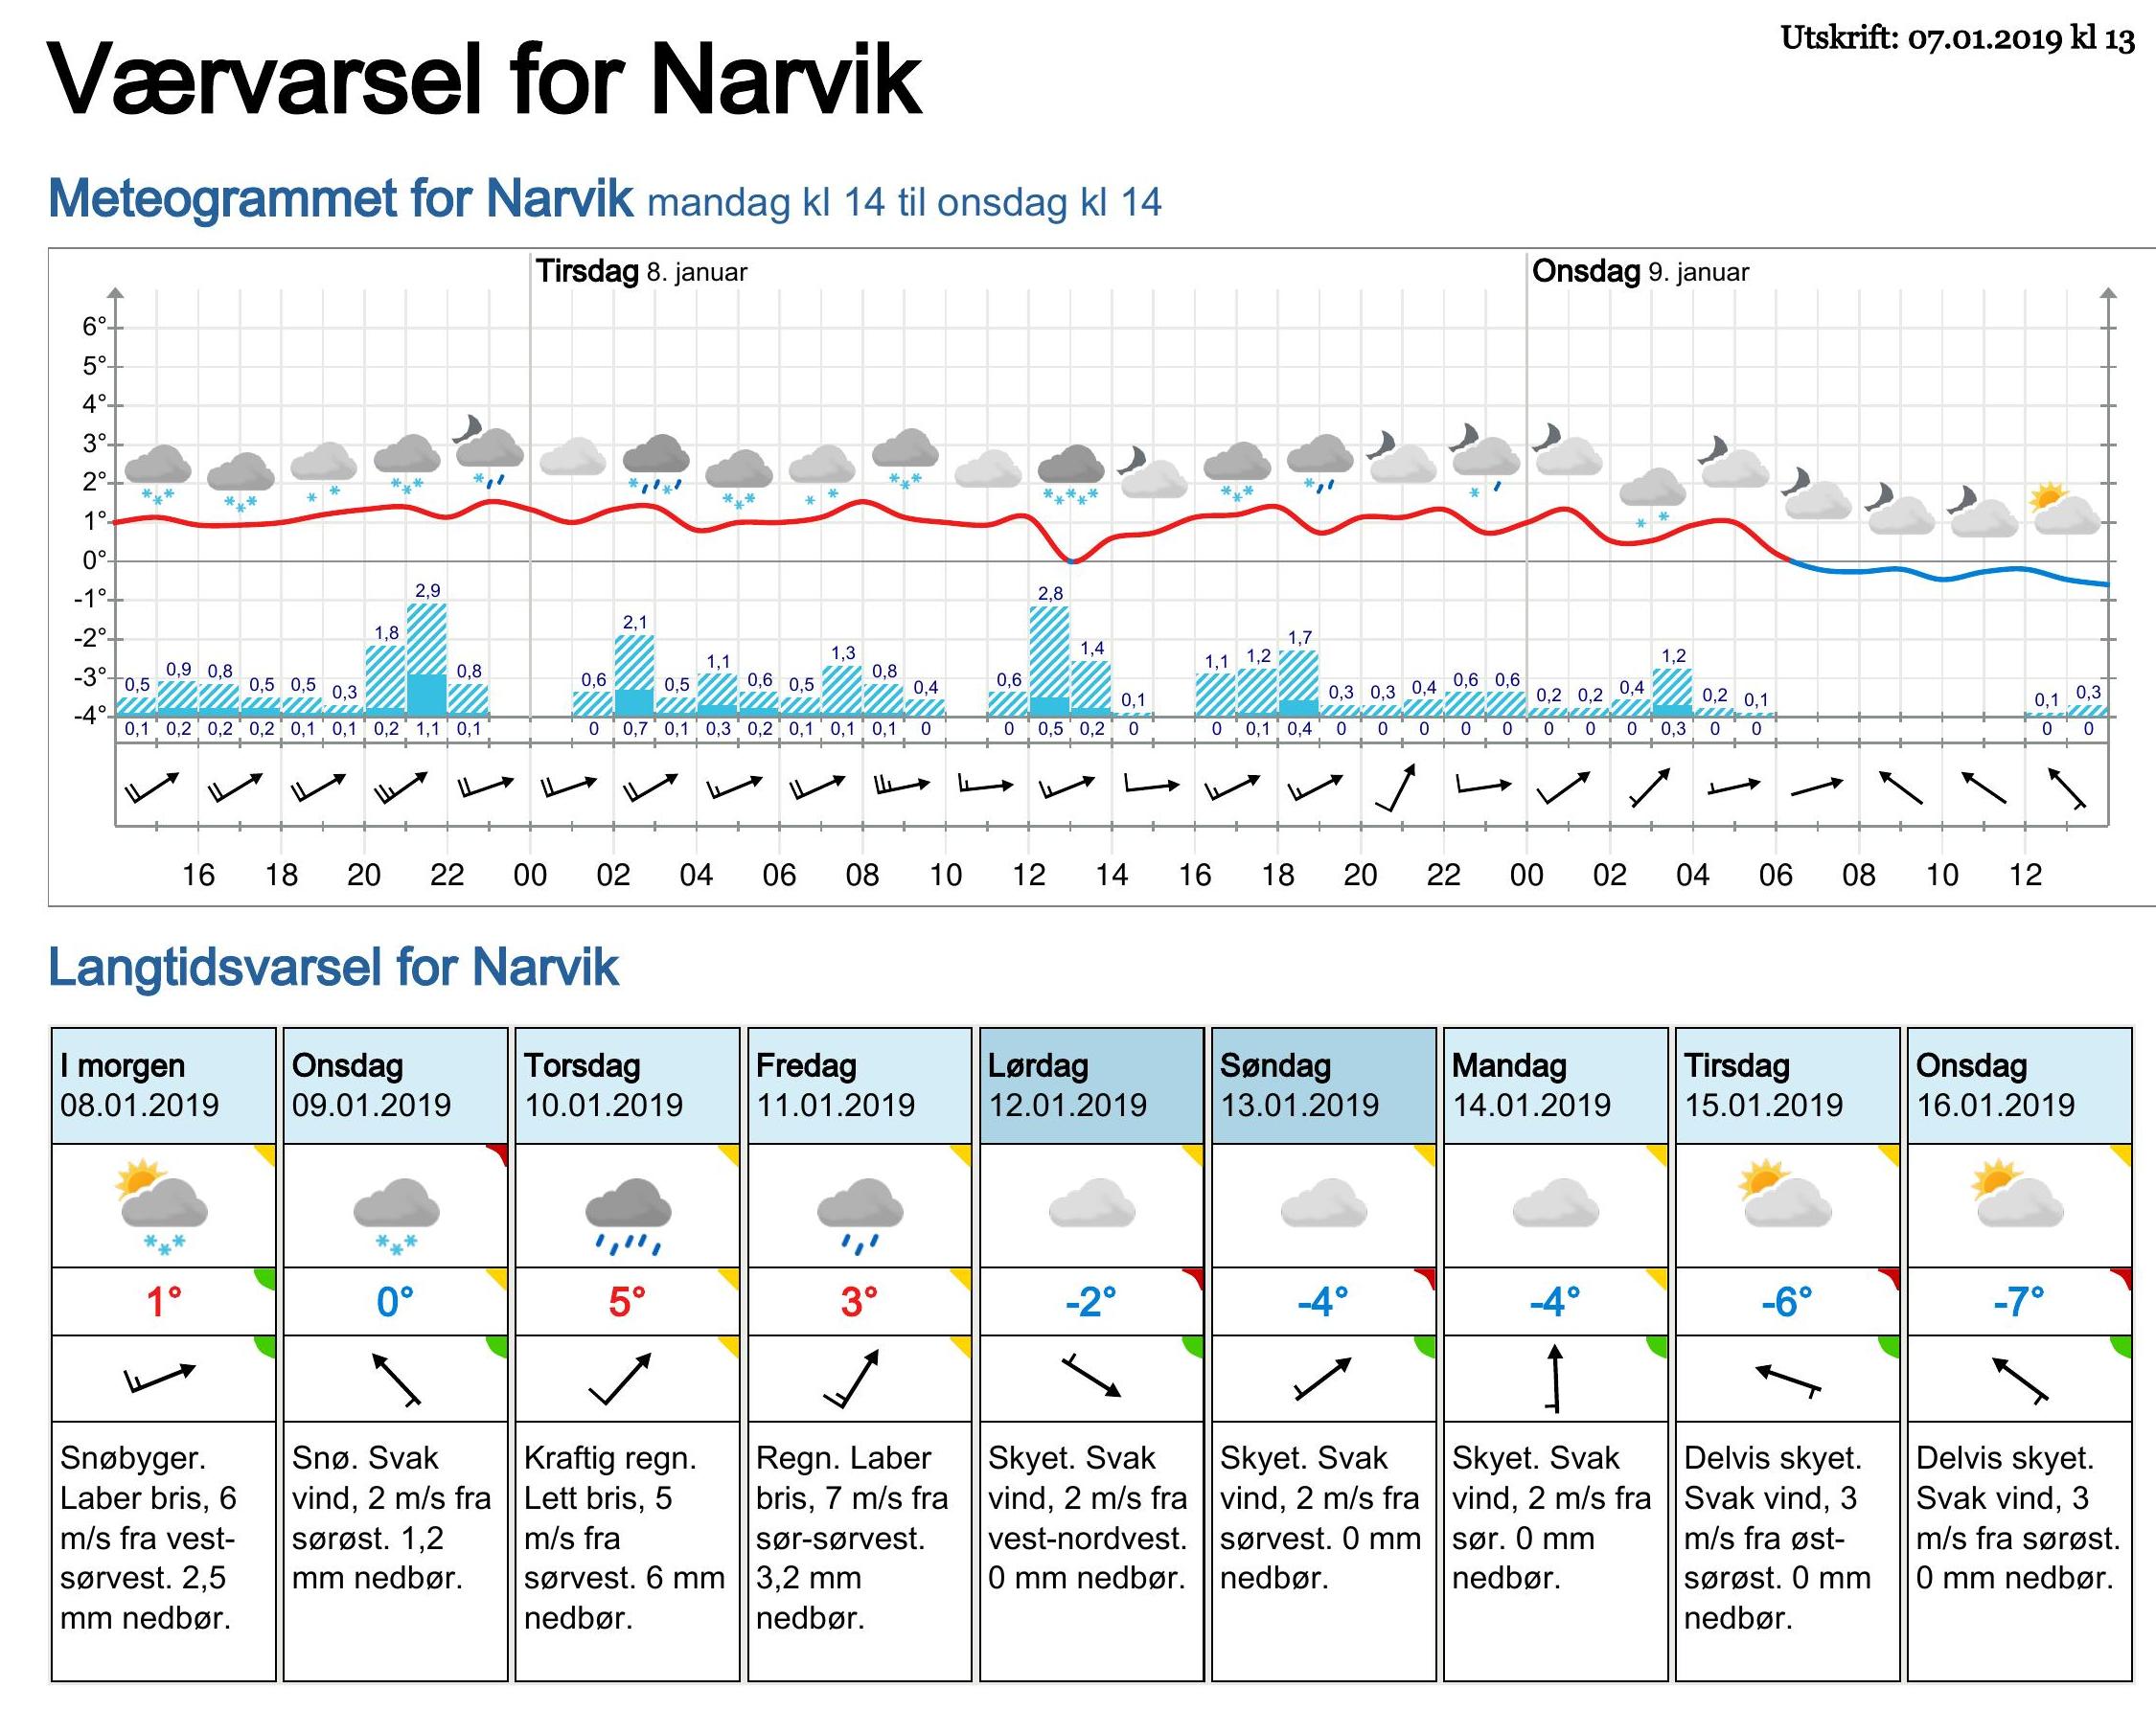 Utskrift: 07.01.2019 kl 13
Værvarsel for Narvik
Meteogrammet for Narvik mandag kl 14 til onsdag kl 14
Tirsdag 8. januar Onsdag 9. januar
6°
5°
4°
3°
2°
1°
0°
-1°
-2°
-3°
-4°
0,5 0,9 0,8 0,5 0,5 0,3 1,8 2,9 0,8 0,6 2,1 0,5 1,1 0,6 0,5 1,3 0,8 0,4 0,6 2,8 1,4 0,1 1,1 1,2 1,7 0,3 0,3 0,4 0,6 0,6 0,2 0,2 0,4 1,2 0,2 0,1 0,1 0,3
0,1 0,2 0,2 0,2 0,1 0,1 0,2 1,1 0,1 0 0,7 0,1 0,3 0,2 0,1 0,1 0,1 0 0 0,5 0,2 0 0 0,1 0,4 0 0 0 0 0 0 0 0 0,3 0 0 0 0
16 18 20 22 00 02 04 06 08 10 12 14 16 18 20 22 00 02 04 06 08 10 12
Langtidsvarsel for Narvik
I morgen
08.01.2019
1°
Snøbyger.
Laber bris, 6
m/s fra vest-
sørvest. 2,5
mm nedbør.
Onsdag
09.01.2019
0°
Snø. Svak
vind, 2 m/s fra
sørøst. 1,2
mm nedbør.
Torsdag
10.01.2019
5°
Kraftig regn.
Lett bris, 5
m/s fra
sørvest. 6 mm
nedbør.
Fredag
11.01.2019
3°
Regn. Laber
bris, 7 m/s fra
sør-sørvest.
3,2 mm
nedbør.
Lørdag
12.01.2019
-2°
Skyet. Svak
vind, 2 m/s fra
vest-nordvest.
0 mm nedbør.
Søndag
13.01.2019
-4°
Skyet. Svak
vind, 2 m/s fra
sørvest. 0 mm
nedbør.
Mandag
14.01.2019
-4°
Skyet. Svak
vind, 2 m/s fra
sør. 0 mm
nedbør.
Tirsdag
15.01.2019
-6°
Delvis skyet.
Svak vind, 3
m/s fra øst-
sørøst. 0 mm
nedbør.
Onsdag
16.01.2019
-7°
Delvis skyet.
Svak vind, 3
m/s fra sørøst.
0 mm nedbør.